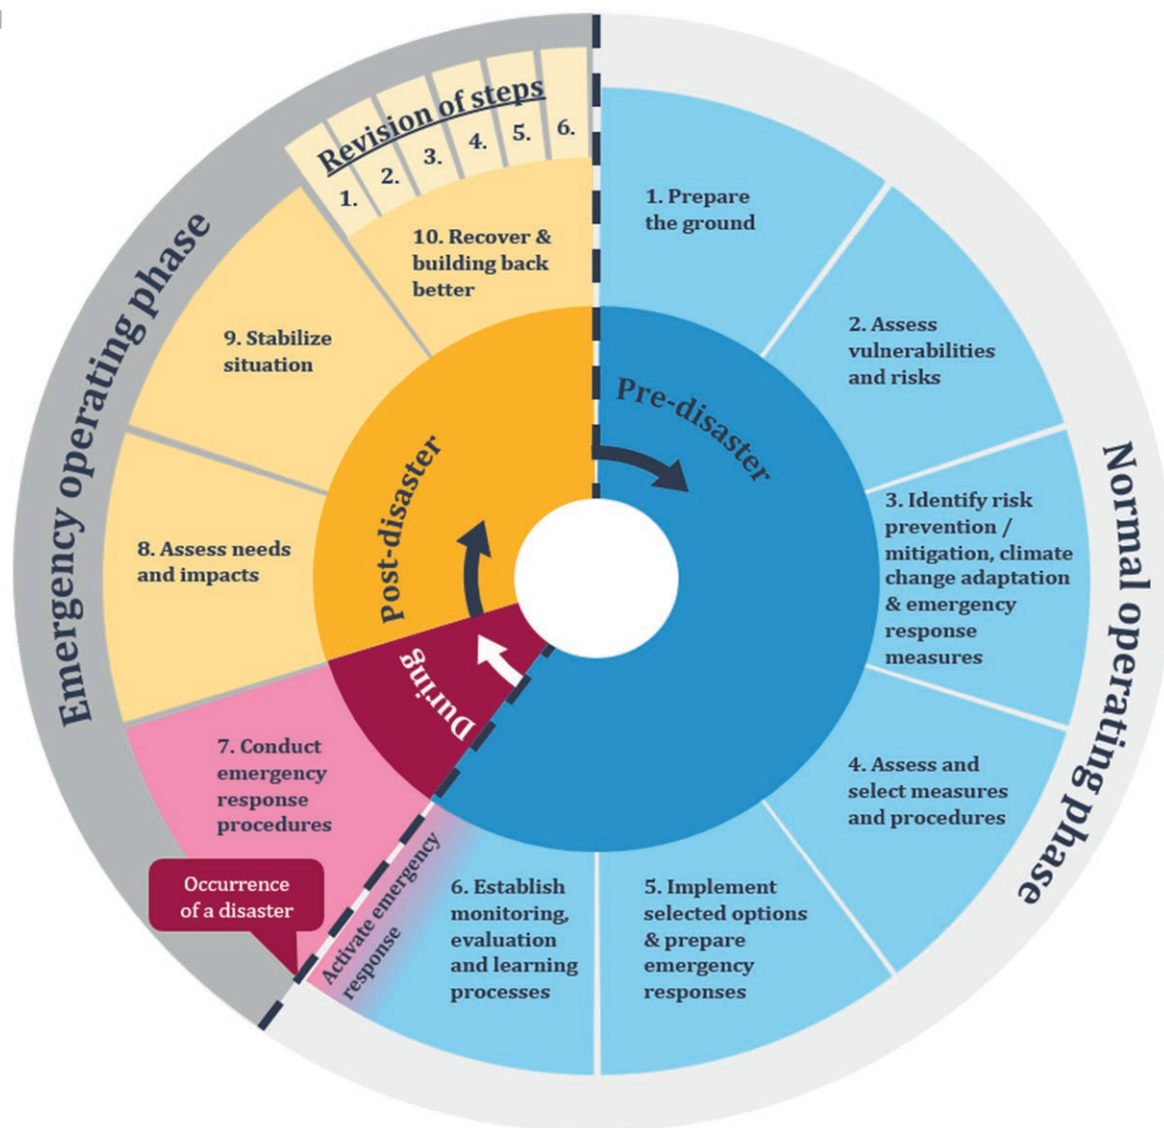 Revision of steps
1.
2.
3.
4.
5.
6.
10. Recover &
building back
better
1. Prepare
the ground
2. Assess
vulnerabilities
and risks
3. Identify risk
prevention /
mitigation, climate
change adaptation
& emergency
response
measures
4. Assess and
select measures
and procedures
5. Implement
selected options
& prepare
emergency
responses
6. Establish
monitoring,
evaluation
and learning
processes
Activate emergency
response
Occurrence
of a disaster
7. Conduct
emergency
response
procedures
8. Assess needs
and impacts
9. Stabilize
situation
Pre-disaster
During
Post-disaster
Normal operating phase
Emergency operating phase